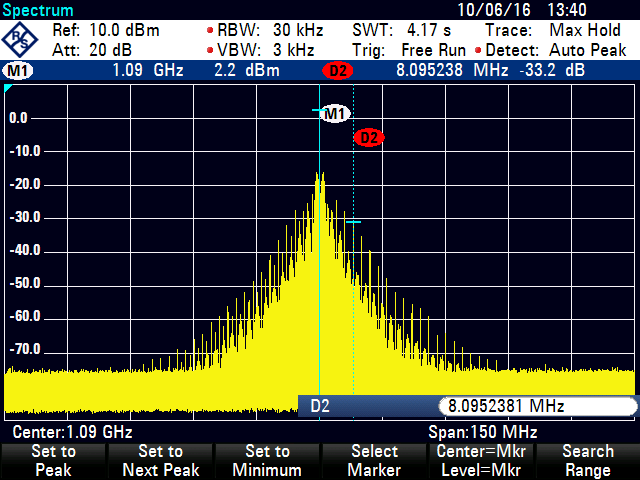 Spectrum 10/06/16 13:40
R&S Ref: 10.0 dBm RBW: 30 kHz SWT: 4.17 s Trace: Max Hold
Att: 20 dB VBW: 3 kHz Trig: Free Run Detect: Auto Peak
M1 1.09 GHz 2.2 dBm D2 8.095238 MHz -33.2 dB
M1
0.0
D2
-10.0
-20.0
-30.0
-40.0
-50.0
-60.0
-70.0
D2 8.0952381 MHz
Center:1.09 GHz Span:150 MHz
Set to Peak
Set to Next Peak
Set to Minimum
Select Marker
Center=Mkr Level=Mkr
Search Range